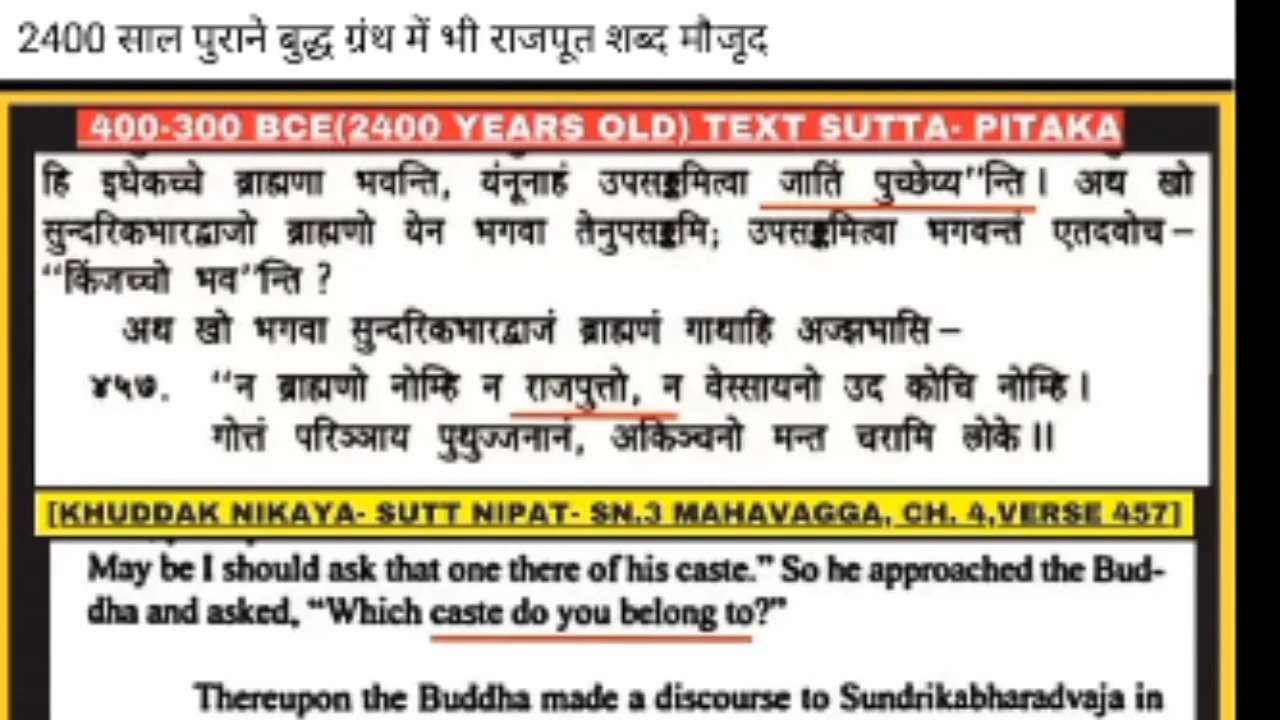 2400 साल पुराने बुद्ध ग्रंथ में भी राजपूत शब्द मौजूद
400-300 BCE(2400 YEARS OLD) TEXT SUTTA- PITAKA
हि इधेकच्चे ब्राह्मणा भवन्ति, यंनूनाहं उपसङ्कमित्वा जातिं पुच्छेय्य”न्ति। अथ खो
सुन्दरिकभारद्वाजो ब्राह्मणो येन भगवा तेनुपसङ्कमि; उपसङ्कमित्वा भगवन्तं एतदवोच –
“किंजच्चो भव”न्ति ?
अथ खो भगवा सुन्दरिकभारद्वाजं ब्राह्मणं गाथाहि अज्झभासि –
४५७. “न ब्राह्मणो नोम्हि न राजपुत्तो, न वेस्सायनो उद कोचि नोम्हि।
गोत्तं परिञ्ञाय पुथुज्जनानं, अकिञ्चनो मन्त चरामि लोके॥
[KHUDDAK NIKAYA- SUTT NIPAT- SN.3 MAHAVAGGA, CH. 4,VERSE 457]
May be I should ask that one there of his caste.” So he approached the Bud-
dha and asked, “Which caste do you belong to?”
Thereupon the Buddha made a discourse to Sundrikabharadvaja in